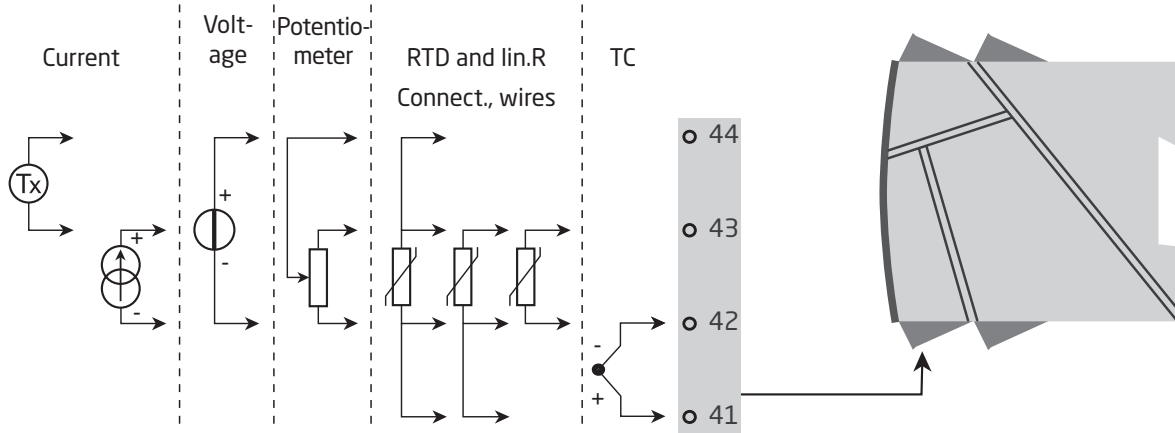 Current
Volt-
age
Potentio-
meter
RTD and lin.R
Connect., wires
TC
Tx
+
-
+
-
-
+
44
43
42
41